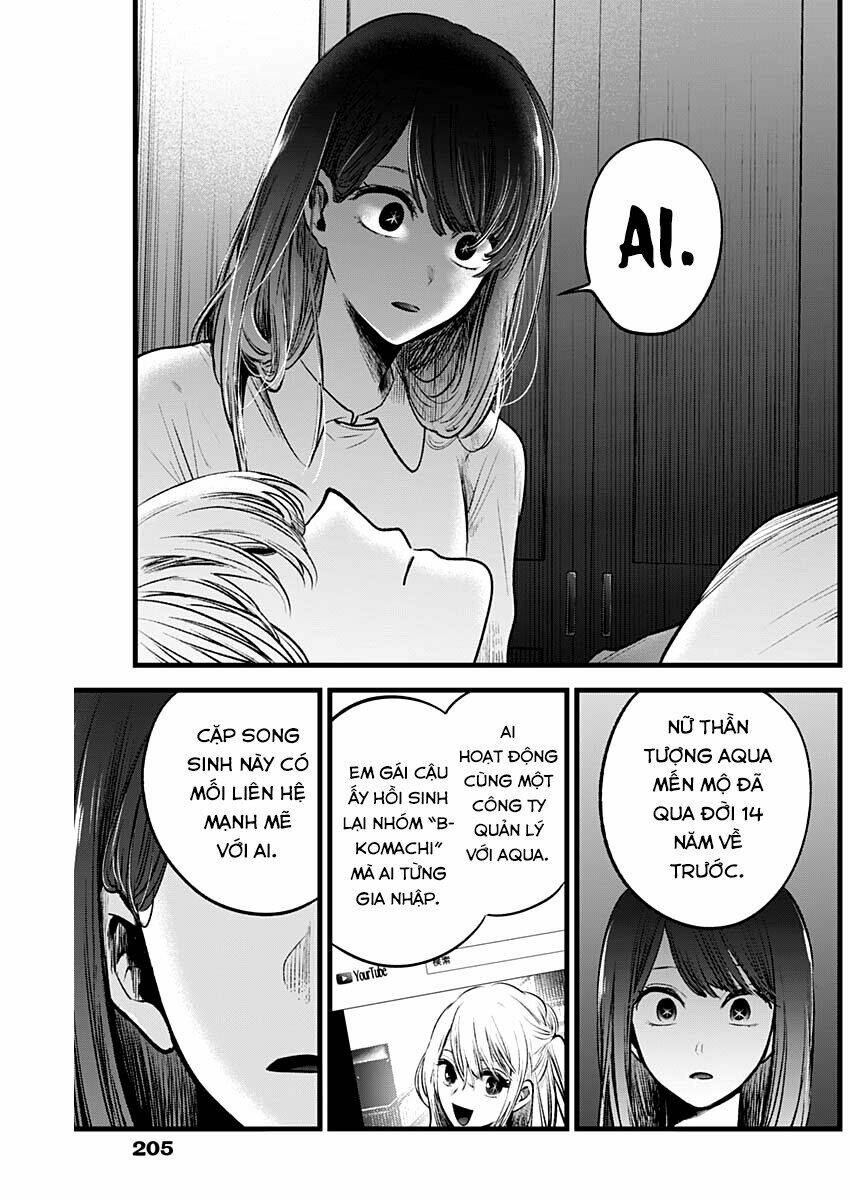 AI.
NỮ THẦN
TƯỢNG AQUA
MẾN MỘ ĐÃ
QUA ĐỜI 14
NĂM VỀ
TRƯỚC.
AI
HOẠT ĐỘNG
CÙNG MỘT
CÔNG TY
QUẢN LÝ
VỚI AQUA.
EM GÁI CẬU
ẤY HỒI SINH
LẠI NHÓM “B-
KOMACHI”
MÀ AI TỪNG
GIA NHẬP.
YouTube
検索
CẶP SONG
SINH NÀY CÓ
MỐI LIÊN HỆ
MẠNH MẼ
VỚI AI.
205